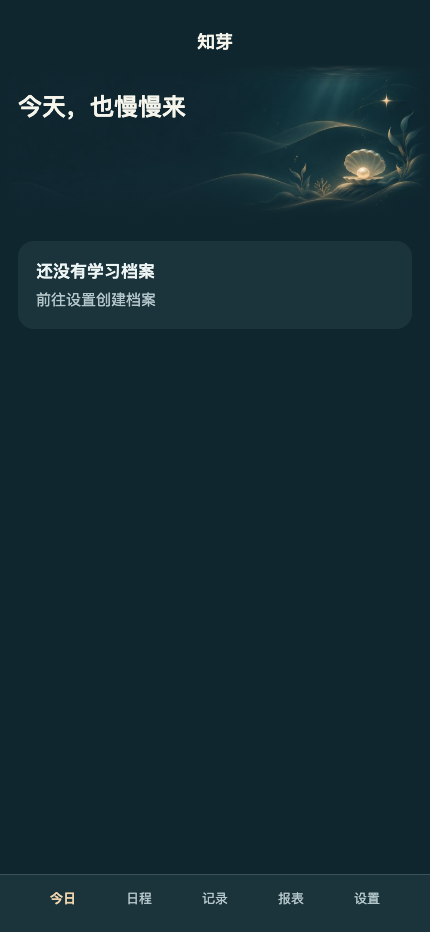 知芽
今天，也慢慢来
还没有学习档案
前往设置创建档案
今日
日程
记录
报表
设置